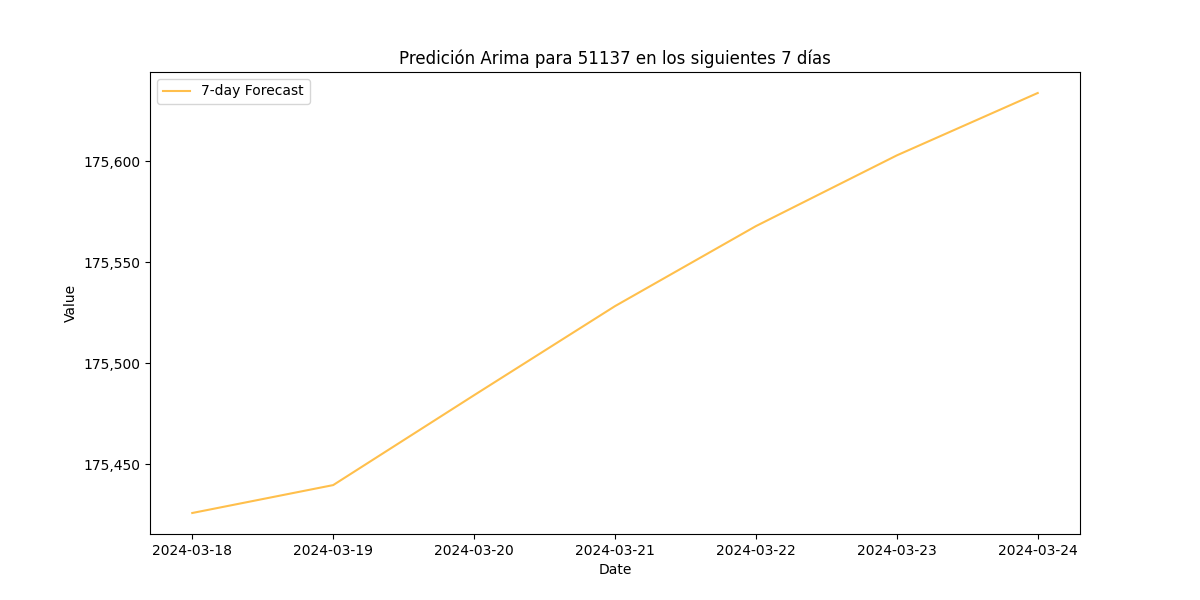 Predición Arima para 51137 en los siguientes 7 días
7-day Forecast
175,600
175,550
175,500
175,450
Value
2024-03-18
2024-03-19
2024-03-20
2024-03-21
2024-03-22
2024-03-23
2024-03-24
Date